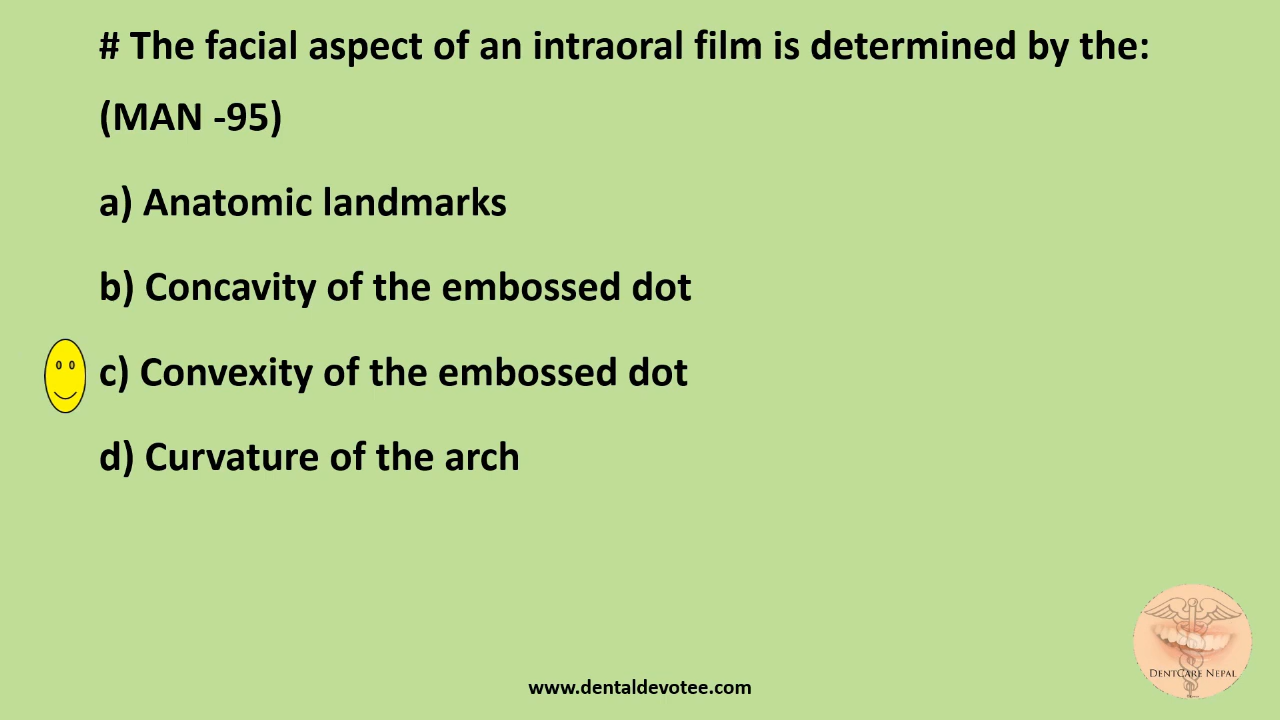 # The facial aspect of an intraoral film is determined by the:
(MAN -95)
a) Anatomic landmarks
b) Concavity of the embossed dot
c) Convexity of the embossed dot
d) Curvature of the arch
DENTCARE NEPAL
www.dentaldevotee.com